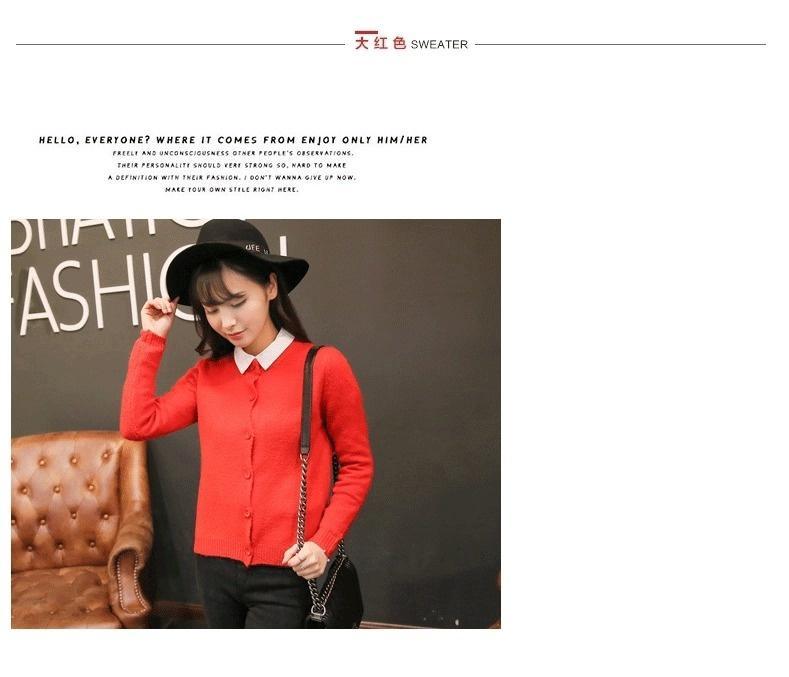 大红色 SWEATER
HELLO, EVERYONE? WHERE IT COMES FROM ENJOY ONLY HIM/HER
FREELY AND UNCONSCIOUSNESS OTHER PEOPLE'S OBSERVATIONS.
THEIR PERSONALITY SHOULD VERY STRONG SO, HARD TO MAKE
A DEFINITION WITH THEIR FASHION. I DON'T WANNA GIVE UP NOW.
MAKE YOUR OWN STYLE RIGHT HERE.
FASHION